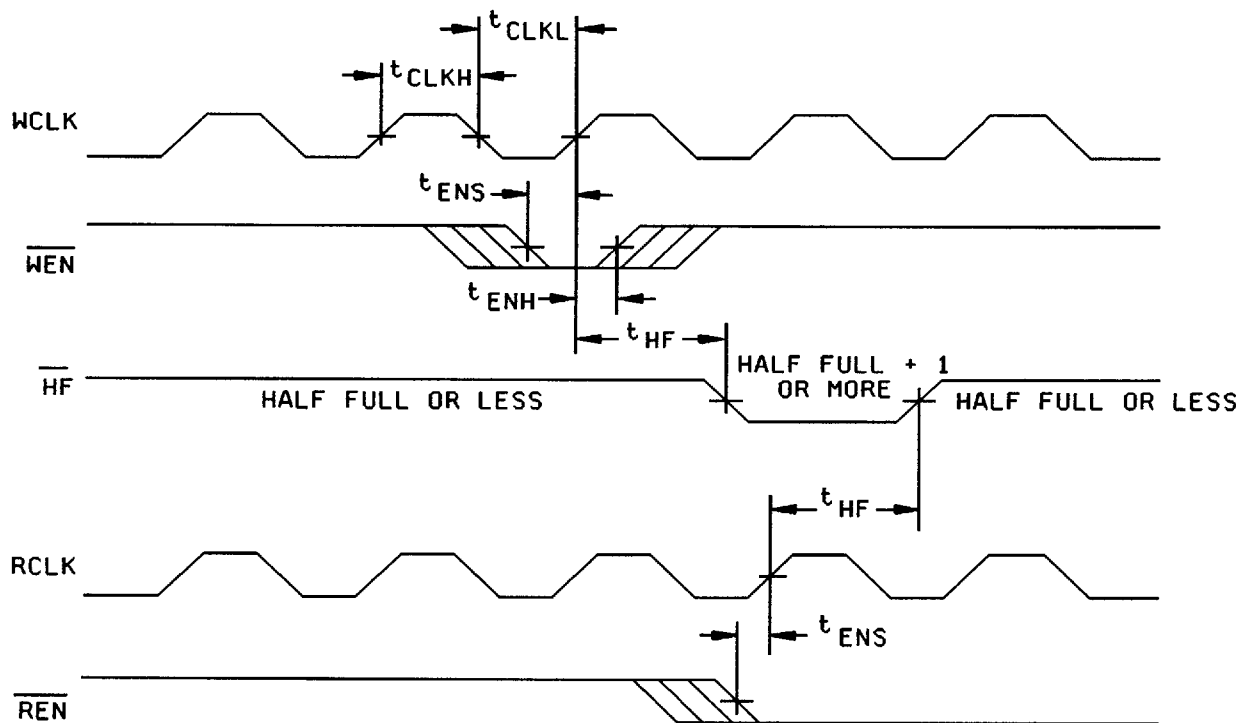 tCLKL
tCLKH
WCLK
tENS
WEN
tENH
tHF
HF
HALF FULL + 1
OR MORE
HALF FULL OR LESS
HALF FULL OR LESS
tHF
RCLK
tENS
REN